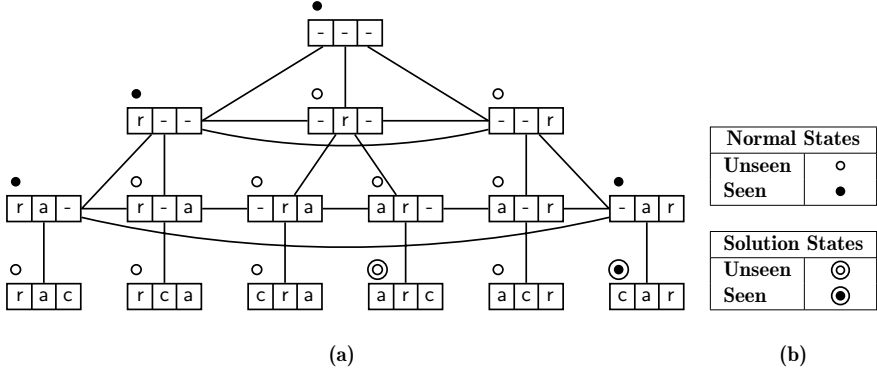 - - -
r - - - r - - - r
r a - r - a - r a a r - a - r - a r
r a c r c a c r a a r c a c r c a r
Normal States
Unseen
Seen
Solution States
Unseen
Seen
(a) (b)